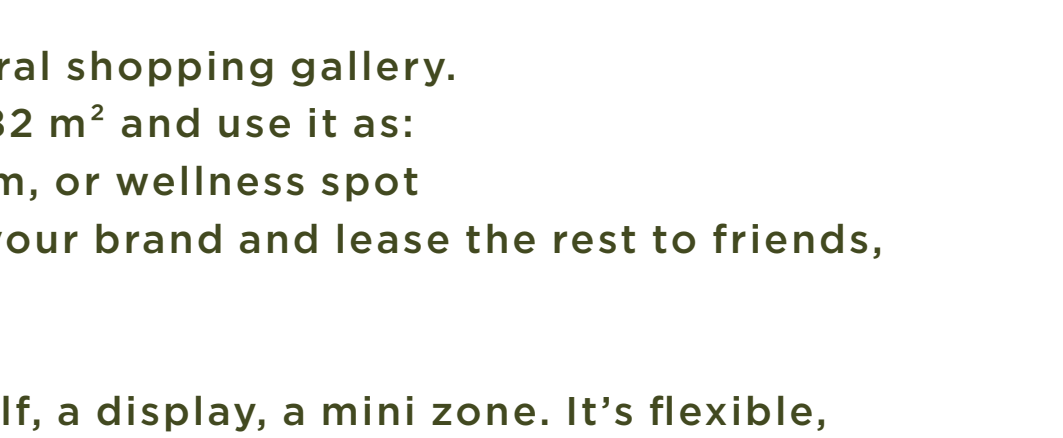 ral shopping gallery.
32 m² and use it as:
m, or wellness spot
your brand and lease the rest to friends,
lf, a display, a mini zone. It’s flexible,